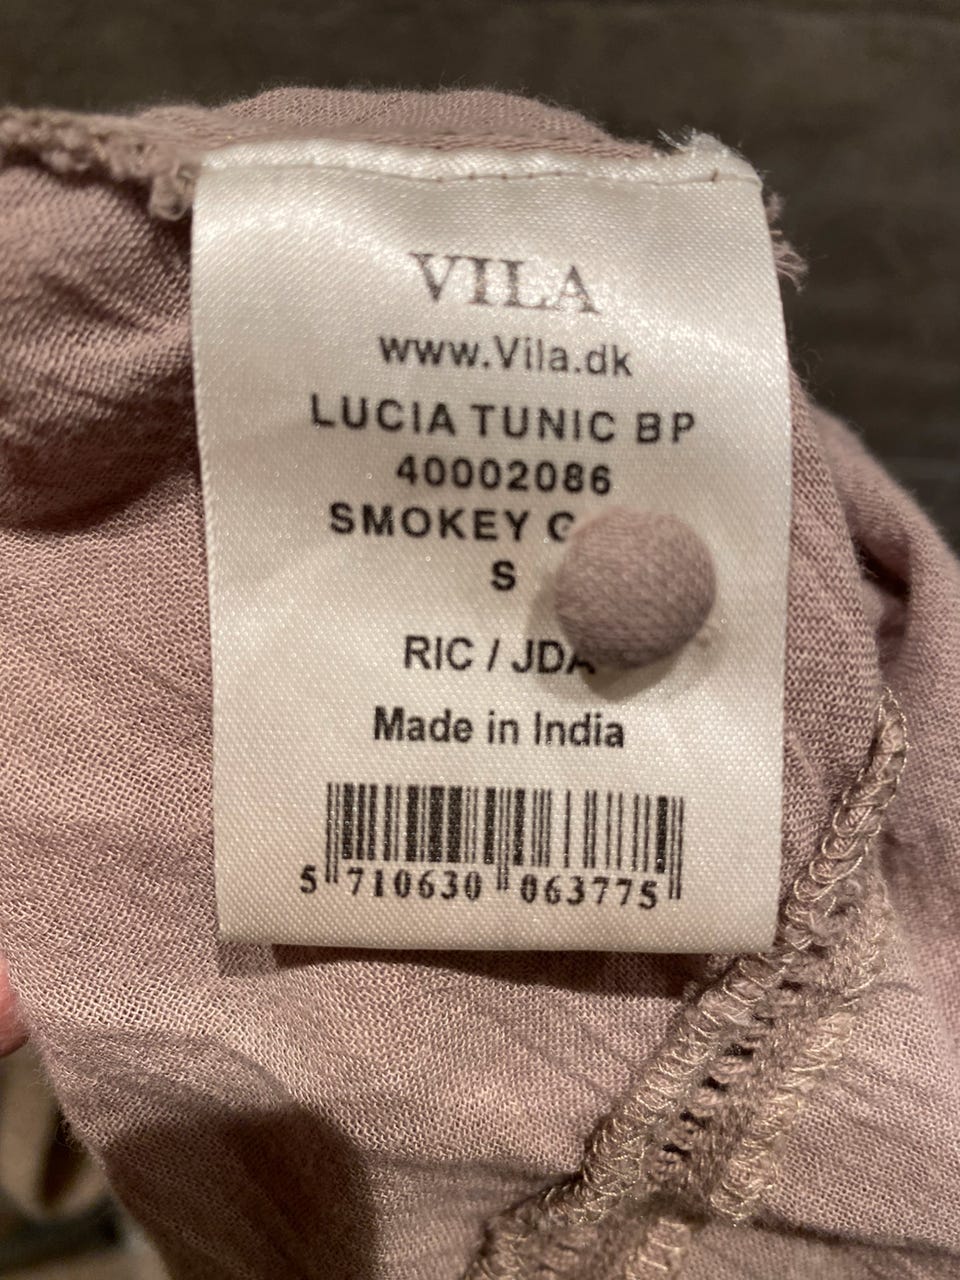 VILA
www.Vila.dk
LUCIA TUNIC BP
40002086
SMOKEY
S
RIC / JDA
Made in India
5 710630 063775